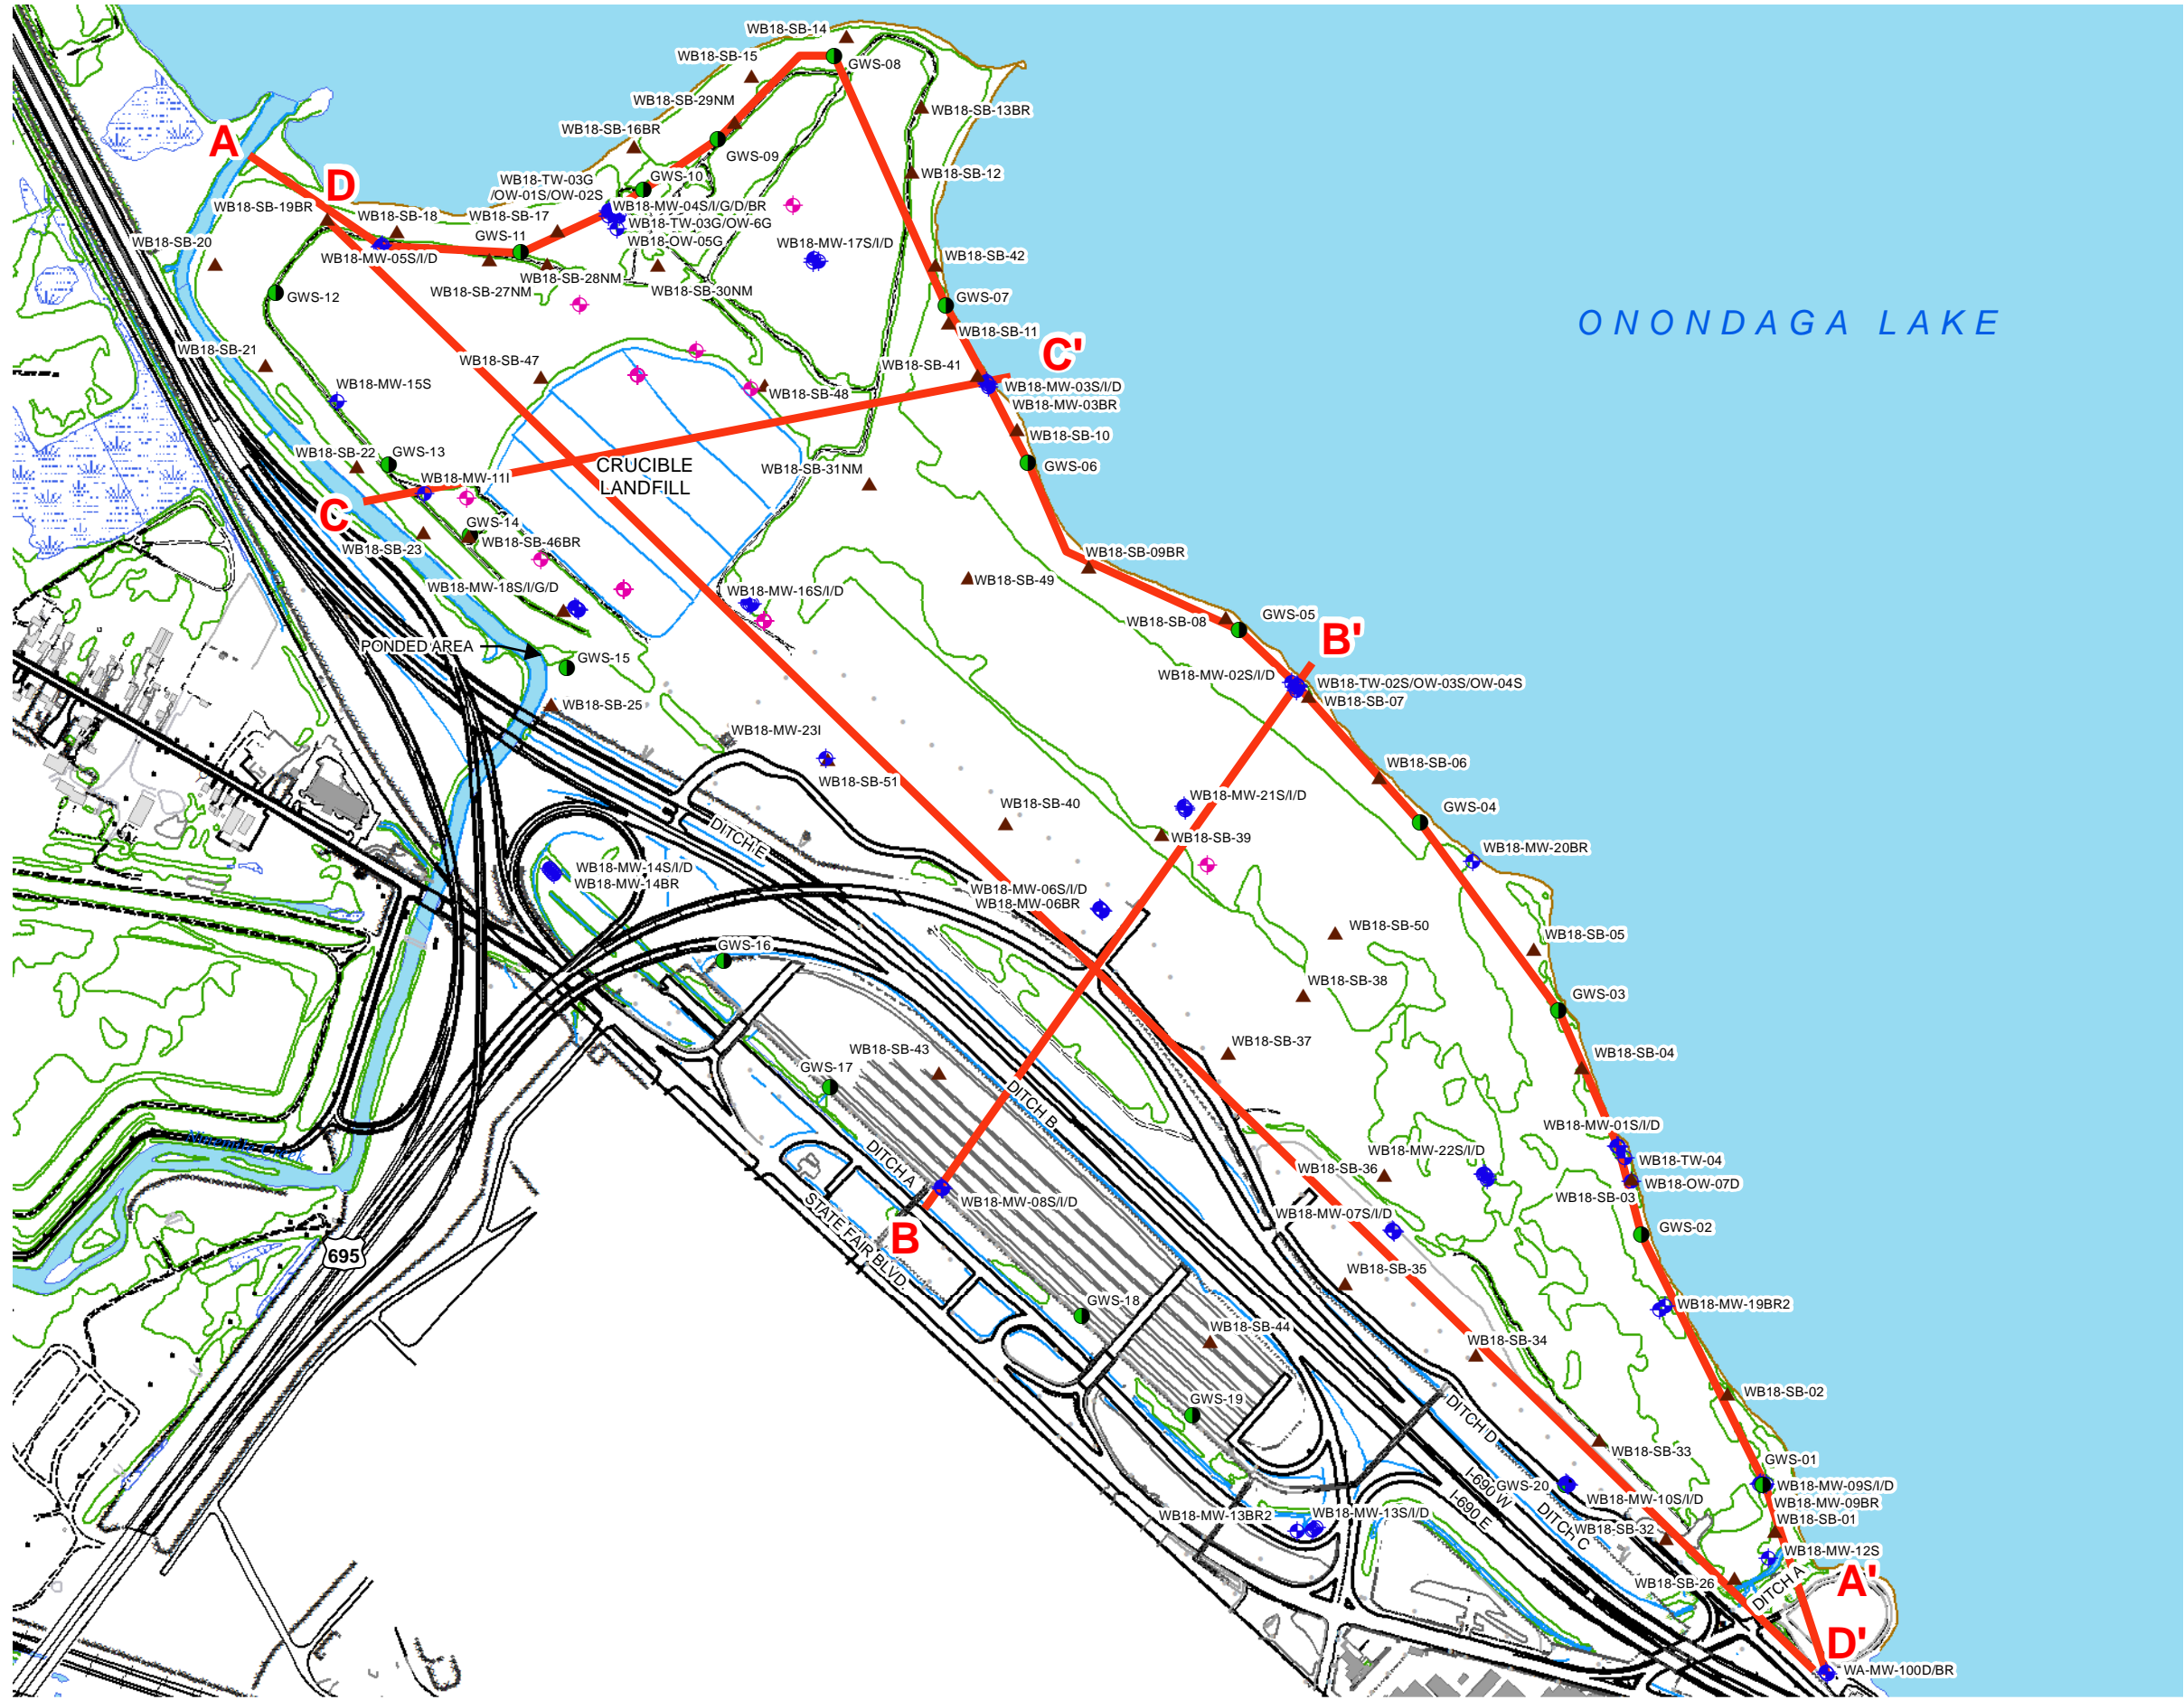 WB18-SB-14
WB18-SB-15
GWS-08
WB18-SB-29NM
WB18-SB-13BR
WB18-SB-16BR
A
GWS-09
D
WB18-TW-03G
/OW-01S/OW-02S
GWS-10
WB18-SB-12
WB18-SB-19BR
WB18-SB-18
WB18-SB-17
WB18-MW-04S/I/G/D/BR
WB18-TW-03G/OW-6G
WB18-SB-20
GWS-11
WB18-OW-05G
WB18-MW-17S/I/D
WB18-MW-05S/I/D
WB18-SB-42
WB18-SB-28NM
WB18-SB-27NM
WB18-SB-30NM
GWS-12
GWS-07
WB18-SB-11
ONONDAGA LAKE
WB18-SB-21
WB18-SB-47
WB18-SB-41
C'
WB18-MW-15S
WB18-SB-48
WB18-MW-03S/I/D
WB18-MW-03BR
WB18-SB-10
WB18-SB-22
GWS-13
CRUCIBLE
LANDFILL
WB18-SB-31NM
GWS-06
WB18-MW-11I
C
GWS-14
WB18-SB-46BR
WB18-SB-23
WB18-SB-09BR
WB18-SB-49
WB18-MW-18S/I/G/D
WB18-MW-16S/I/D
WB18-SB-08
GWS-05
B'
PONDED AREA
GWS-15
WB18-MW-02S/I/D
WB18-TW-02S/OW-03S/OW-04S
WB18-SB-07
WB18-SB-25
WB18-MW-23I
WB18-SB-51
WB18-SB-06
WB18-MW-21S/I/D
WB18-SB-40
GWS-04
DITCH E
WB18-SB-39
WB18-MW-20BR
WB18-MW-14S/I/D
WB18-MW-14BR
WB18-MW-06S/I/D
WB18-MW-06BR
WB18-SB-50
WB18-SB-05
GWS-16
WB18-SB-38
GWS-03
WB18-SB-43
WB18-SB-37
WB18-SB-04
GWS-17
DITCH B
WB18-MW-01S/I/D
DITCH A
WB18-SB-36
WB18-MW-22S/I/D
WB18-TW-04
WB18-OW-07D
WB18-SB-03
WB18-MW-08S/I/D
WB18-MW-07S/I/D
STATE FAIR BLVD.
B
GWS-02
695
WB18-SB-35
GWS-18
WB18-MW-19BR2
WB18-SB-44
WB18-SB-34
WB18-SB-02
GWS-19
DITCH D
WB18-SB-33
GWS-01
I-690 W
GWS-20
WB18-MW-09S/I/D
I-690 E
WB18-MW-10S/I/D
WB18-MW-09BR
DITCH C
WB18-MW-13BR2
WB18-MW-13S/I/D
WB18-SB-32
WB18-SB-01
WB18-MW-12S
WB18-SB-26
DITCH A
A'
D'
WA-MW-100D/BR